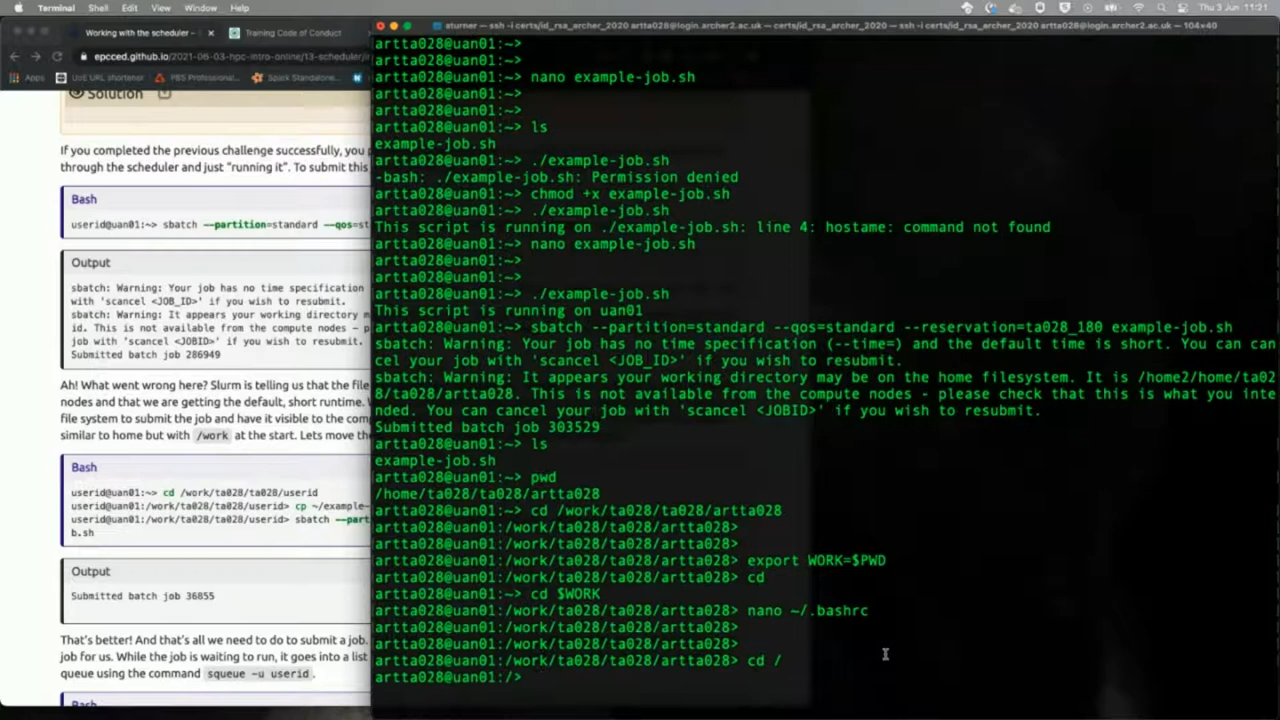 Terminal Shell Edit View Window Help Thu 3 Jun 11:21
Working with the scheduler –
Training Code of Conduct
epcced.github.io/2021-06-03-hpc-intro-online/13-scheduler/
Apps UoE URL shortener PBS Professional... Spark Standalone...
Solution
If you completed the previous challenge successfully, you
through the scheduler and just "running it". To submit this
Bash
userid@uan01:~> sbatch --partition=standard --qos=st
Output
sbatch: Warning: Your job has no time specification
with 'scancel <JOB_ID>' if you wish to resubmit.
sbatch: Warning: It appears your working directory m
id. This is not available from the compute nodes – p
job with 'scancel <JOBID>' if you wish to resubmit.
Submitted batch job 286949
Ah! What went wrong here? Slurm is telling us that the file
nodes and that we are getting the default, short runtime.
file system to submit the job and have it visible to the comp
similar to home but with /work at the start. Lets move the
Bash
userid@uan01:~> cd /work/ta028/ta028/userid
userid@uan01:/work/ta028/ta028/userid> cp ~/example-
userid@uan01:/work/ta028/ta028/userid> sbatch --part
b.sh
Output
Submitted batch job 36855
That's better! And that's all we need to do to submit a job.
job for us. While the job is waiting to run, it goes into a list
queue using the command squeue -u userid.
Bash
sturner — ssh -i certs/id_rsa_archer_2020 artta028@login.archer2.ac.uk — certs/id_rsa_archer_2020 — ssh -i certs/id_rsa_archer_2020 artta028@login.archer2.ac.uk — 104×40
artta028@uan01:~>
artta028@uan01:~>
artta028@uan01:~> nano example-job.sh
artta028@uan01:~>
artta028@uan01:~>
artta028@uan01:~> ls
example-job.sh
artta028@uan01:~> ./example-job.sh
-bash: ./example-job.sh: Permission denied
artta028@uan01:~> chmod +x example-job.sh
artta028@uan01:~> ./example-job.sh
This script is running on ./example-job.sh: line 4: hostame: command not found
artta028@uan01:~> nano example-job.sh
artta028@uan01:~>
artta028@uan01:~>
artta028@uan01:~> ./example-job.sh
This script is running on uan01
artta028@uan01:~> sbatch --partition=standard --qos=standard --reservation=ta028_180 example-job.sh
sbatch: Warning: Your job has no time specification (--time=) and the default time is short. You can can
cel your job with 'scancel <JOB_ID>' if you wish to resubmit.
sbatch: Warning: It appears your working directory may be on the home filesystem. It is /home2/home/ta02
8/ta028/artta028. This is not available from the compute nodes - please check that this is what you inte
nded. You can cancel your job with 'scancel <JOBID>' if you wish to resubmit.
Submitted batch job 303529
artta028@uan01:~> ls
example-job.sh
artta028@uan01:~> pwd
/home/ta028/ta028/artta028
artta028@uan01:~> cd /work/ta028/ta028/artta028
artta028@uan01:/work/ta028/ta028/artta028>
artta028@uan01:/work/ta028/ta028/artta028>
artta028@uan01:/work/ta028/ta028/artta028> export WORK=$PWD
artta028@uan01:/work/ta028/ta028/artta028> cd
artta028@uan01:~> cd $WORK
artta028@uan01:/work/ta028/ta028/artta028> nano ~/.bashrc
artta028@uan01:/work/ta028/ta028/artta028>
artta028@uan01:/work/ta028/ta028/artta028>
artta028@uan01:/work/ta028/ta028/artta028> cd /
artta028@uan01:/>